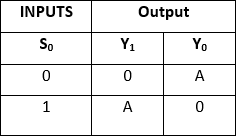 INPUTS Output
S₀ Y₁ Y₀
0 0 A
1 A 0